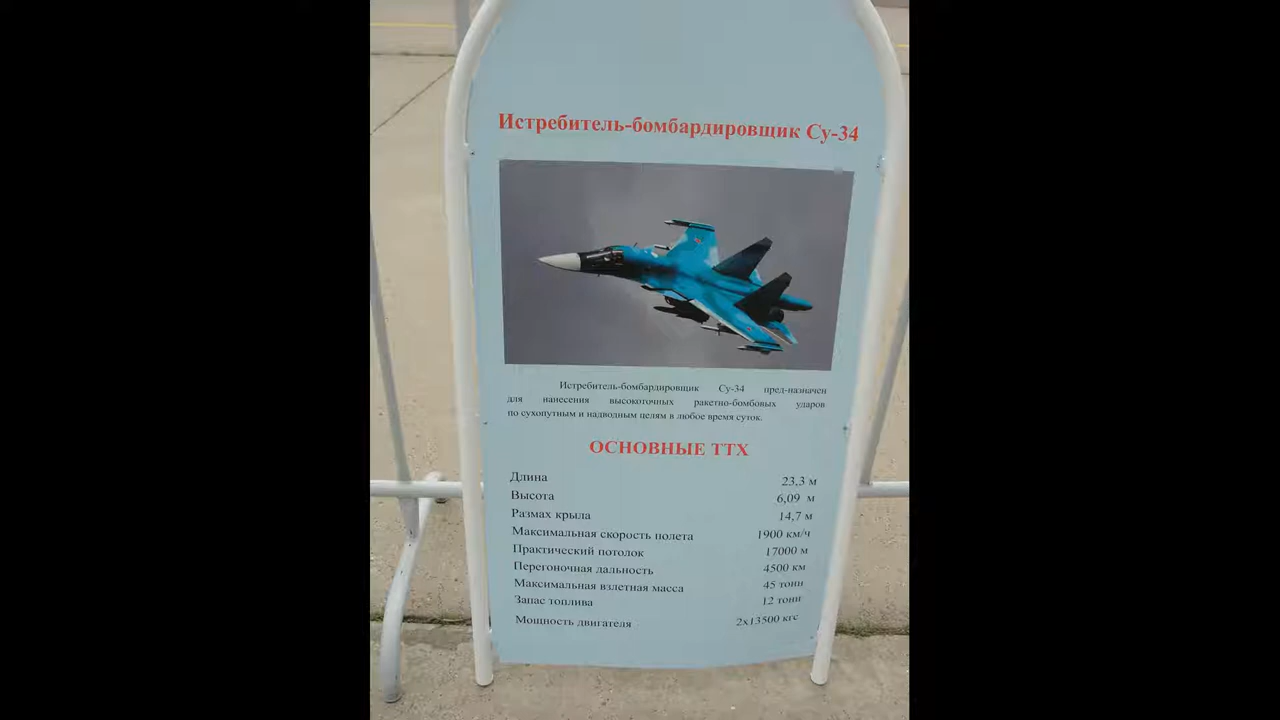 Истребитель-бомбардировщик Су-34
Истребитель-бомбардировщик Су-34 пред-назначен
для нанесения высокоточных ракетно-бомбовых ударов
по сухопутным и надводным целям в любое время суток.
ОСНОВНЫЕ ТТХ
Длина 23,3 м
Высота 6,09 м
Размах крыла 14,7 м
Максимальная скорость полета 1900 км/ч
Практический потолок 17000 м
Перегоночная дальность 4500 км
Максимальная взлетная масса 45 тонн
Запас топлива 12 тонн
Мощность двигателя 2х13500 кгс